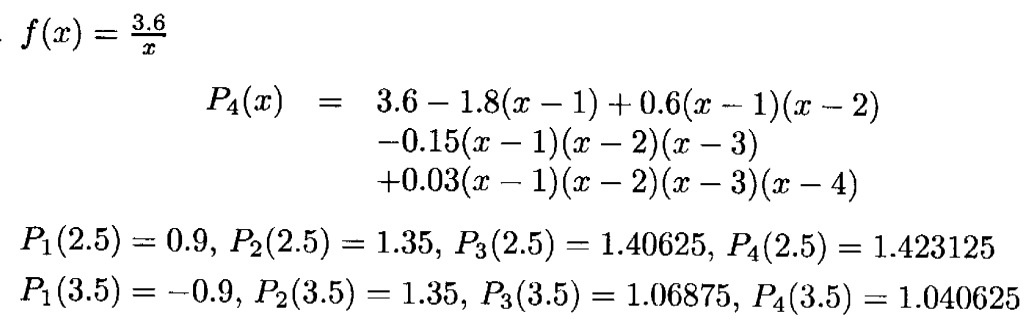 f(x) = 3.6/x
P₄(x) = 3.6 − 1.8(x − 1) + 0.6(x − 1)(x − 2)
−0.15(x − 1)(x − 2)(x − 3)
+0.03(x − 1)(x − 2)(x − 3)(x − 4)
P₁(2.5) = 0.9, P₂(2.5) = 1.35, P₃(2.5) = 1.40625, P₄(2.5) = 1.423125
P₁(3.5) = −0.9, P₂(3.5) = 1.35, P₃(3.5) = 1.06875, P₄(3.5) = 1.040625